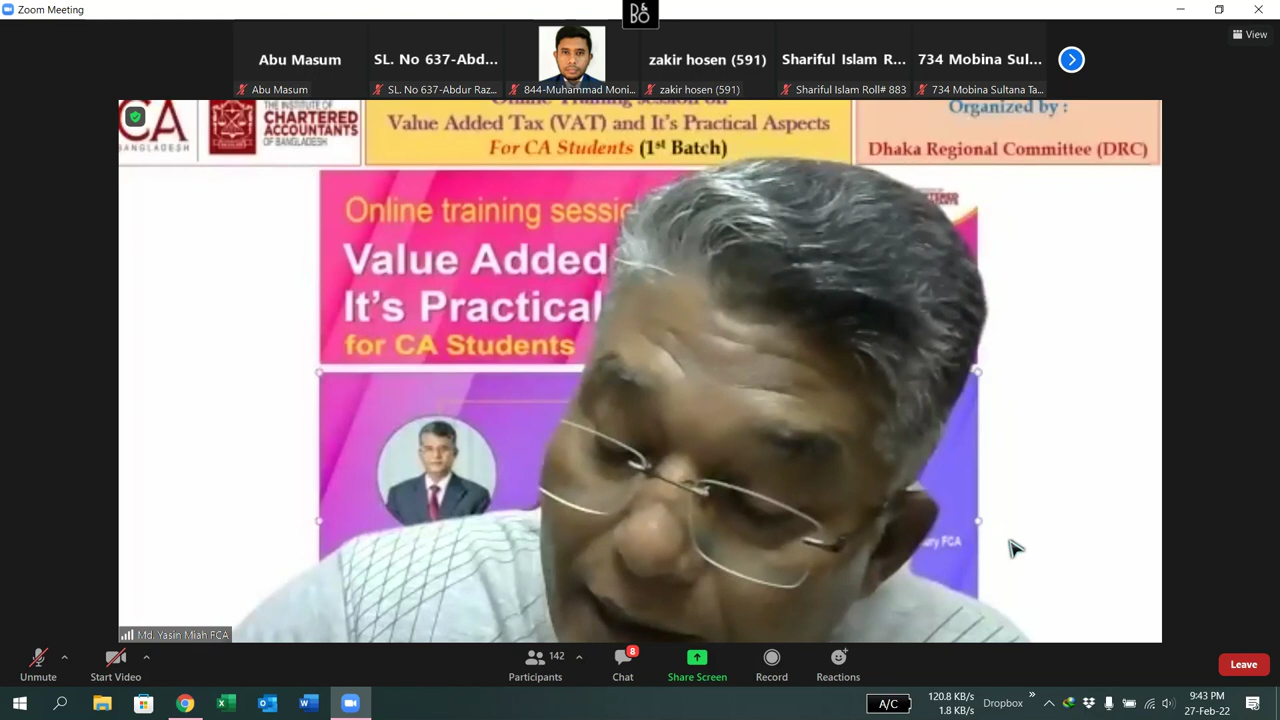 Zoom Meeting
B&BO
View
Abu Masum
SL. No 637-Abd...
zakir hosen (591)
Shariful Islam R...
734 Mobina Sul...
Abu Masum
SL. No 637-Abdur Raz...
844-Muhammad Moni...
zakir hosen (591)
Shariful Islam Roll# 883
734 Mobina Sultana Ta...
CA
BANGLADESH
THE INSTITUTE OF
CHARTERED
ACCOUNTANTS
OF BANGLADESH
Online Training session on
Value Added Tax (VAT) and It's Practical Aspects
For CA Students (1st Batch)
Organized by :
Dhaka Regional Committee (DRC)
Online training sessi
Value Added
It's Practical
for CA Students
FCA
Md. Yasin Miah FCA
Unmute
Start Video
142
Participants
8
Chat
Share Screen
Record
Reactions
Leave
A/C
120.8 KB/s
1.8 KB/s
Dropbox
9:43 PM
27-Feb-22